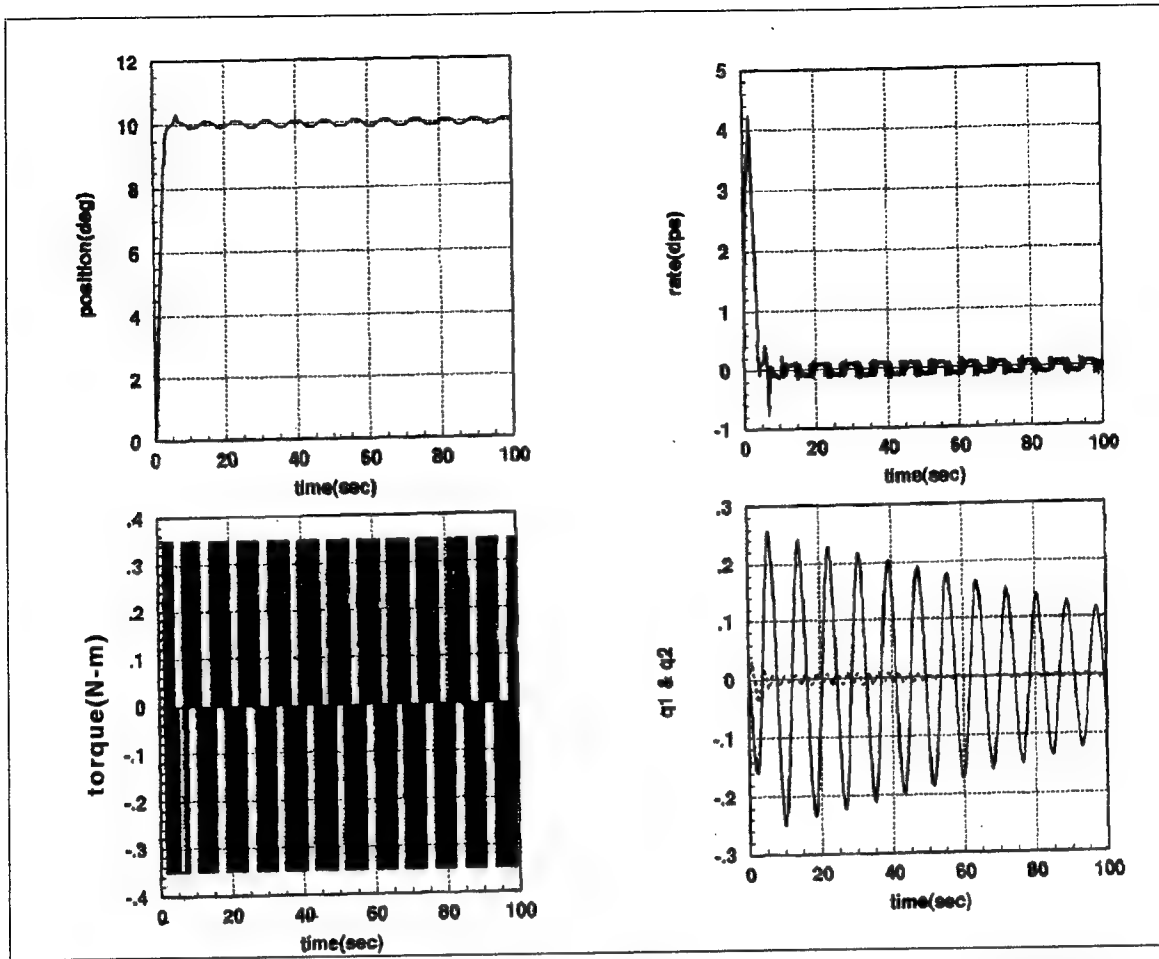 12
10
8
6
4
2
0
position(deg)
0 20 40 60 80 100
time(sec)
5
4
3
2
1
0
-1
rate(dps)
0 20 40 60 80 100
time(sec)
.4
.3
.2
.1
0
-.1
-.2
-.3
-.4
torque(N-m)
0 20 40 60 80 100
time(sec)
.3
.2
.1
0
-.1
-.2
-.3
q1 & q2
0 20 40 60 80 100
time(sec)